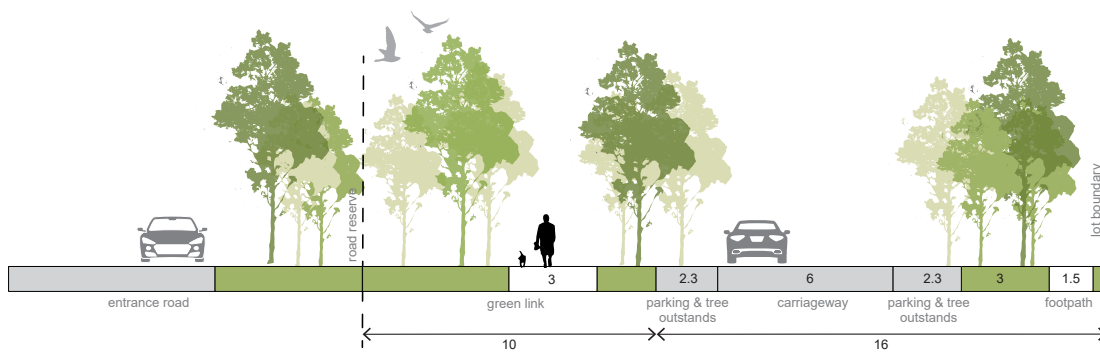 road reserve
lot boundary
3
2.3
6
2.3
3
1.5
entrance road
green link
parking & tree
outstands
carriageway
parking & tree
outstands
footpath
10
16